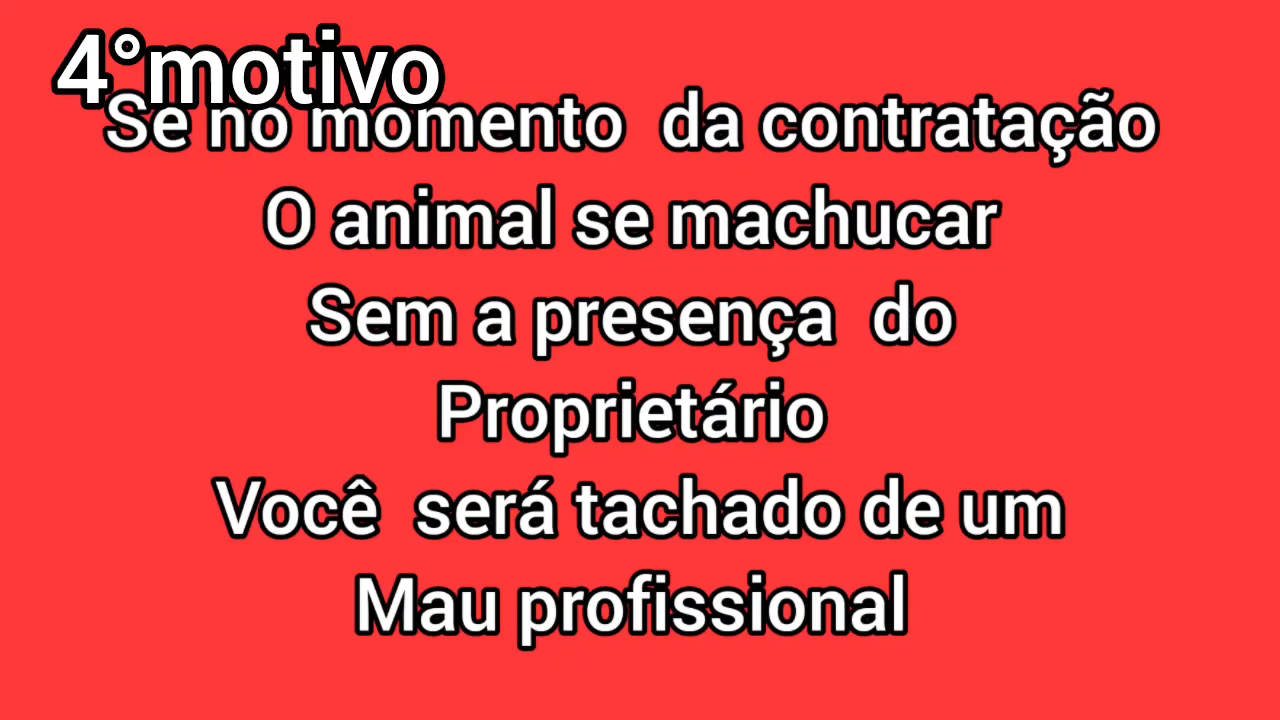 4°motivo
Se no momento da contratação
O animal se machucar
Sem a presença do
Proprietário
Você será tachado de um
Mau profissional